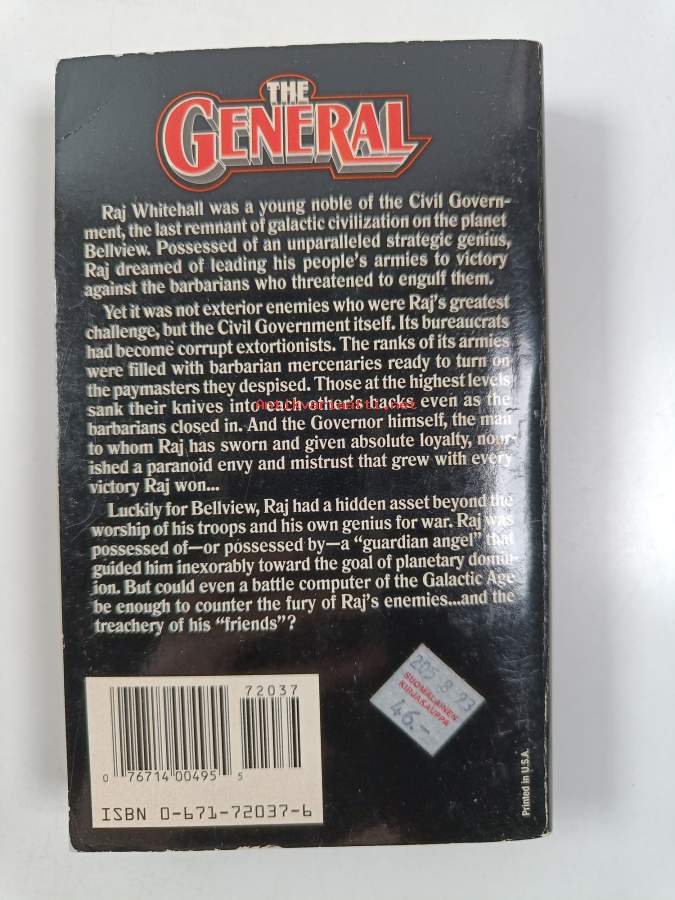 THE
GENERAL
Raj Whitehall was a young noble of the Civil Govern-
ment, the last remnant of galactic civilization on the planet
Bellview. Possessed of an unparalleled strategic genius,
Raj dreamed of leading his people's armies to victory
against the barbarians who threatened to engulf them.
Yet it was not exterior enemies who were Raj's greatest
challenge, but the Civil Government itself. Its bureaucrats
had become corrupt extortionists. The ranks of its armies
were filled with barbarian mercenaries ready to turn on
the paymasters they despised. Those at the highest levels
sank their knives into each other's backs even as the
Antikvariaatti.net
barbarians closed in. And the Governor himself, the man
to whom Raj has sworn and given absolute loyalty, nour-
ished a paranoid envy and mistrust that grew with every
victory Raj won...
Luckily for Bellview, Raj had a hidden asset beyond the
worship of his troops and his own genius for war. Raj was
possessed of—or possessed by—a “guardian angel” that
guided him inexorably toward the goal of planetary domin-
ion. But could even a battle computer of the Galactic Age
be enough to counter the fury of Raj's enemies...and the
treachery of his “friends”?
205 8 23
SUOMALAINEN
KIRJAKAUPPA
46.-
72037
0 76714 00495 5
ISBN 0-671-72037-6
Printed in U.S.A.